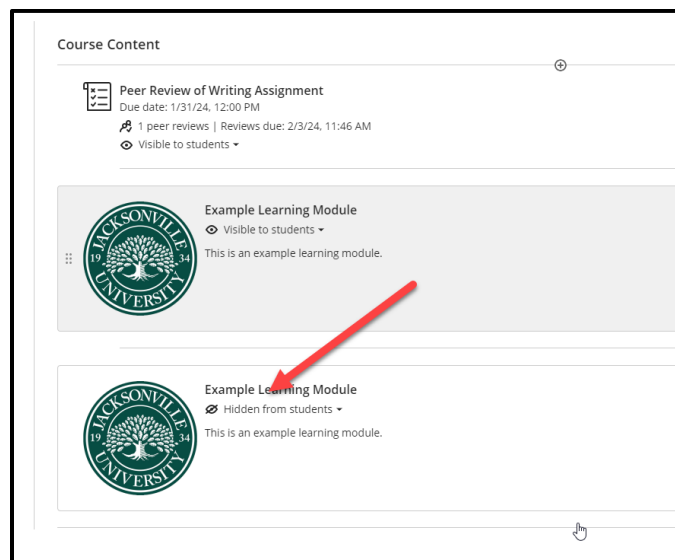 Course Content
Peer Review of Writing Assignment
Due date: 1/31/24, 12:00 PM
1 peer reviews | Reviews due: 2/3/24, 11:46 AM
Visible to students
JACKSONVILLE
19 34
UNIVERSITY
Example Learning Module
Visible to students
This is an example learning module.
JACKSONVILLE
19 34
UNIVERSITY
Example Learning Module
Hidden from students
This is an example learning module.